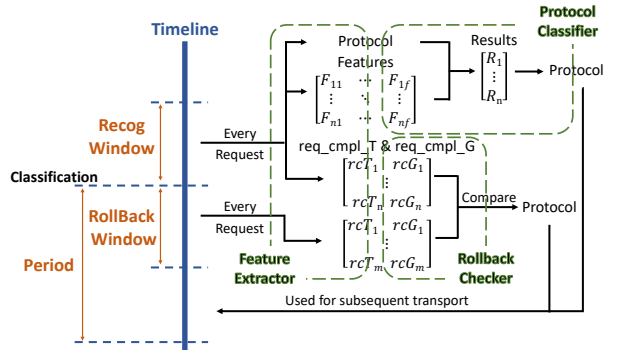 Timeline
Protocol
Classifier
Protocol
Features
Results
F11 ⋯ F1f
⋮ ⋱ ⋮
Fn1 ⋯ Fnf
R1
⋮
Rn
Protocol
Recog
Window
Every
Request
req_cmpl_T & req_cmpl_G
Classification
rcT1 rcG1
⋮
rcTn rcGn
Compare
Protocol
RollBack
Window
Every
Request
rcT1 rcG1
⋮
rcTm rcGm
Period
Feature
Extractor
Rollback
Checker
Used for subsequent transport